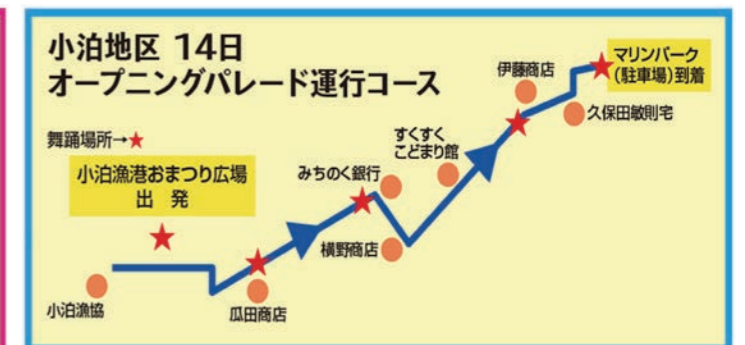 小泊地区 14日
オープニングパレード運行コース
舞踊場所→★
小泊漁港おまつり広場
出 発
小泊漁協
瓜田商店
みちのく銀行
横野商店
すくすく
こどまり館
伊藤商店
久保田敏則宅
マリンパーク
(駐車場)到着